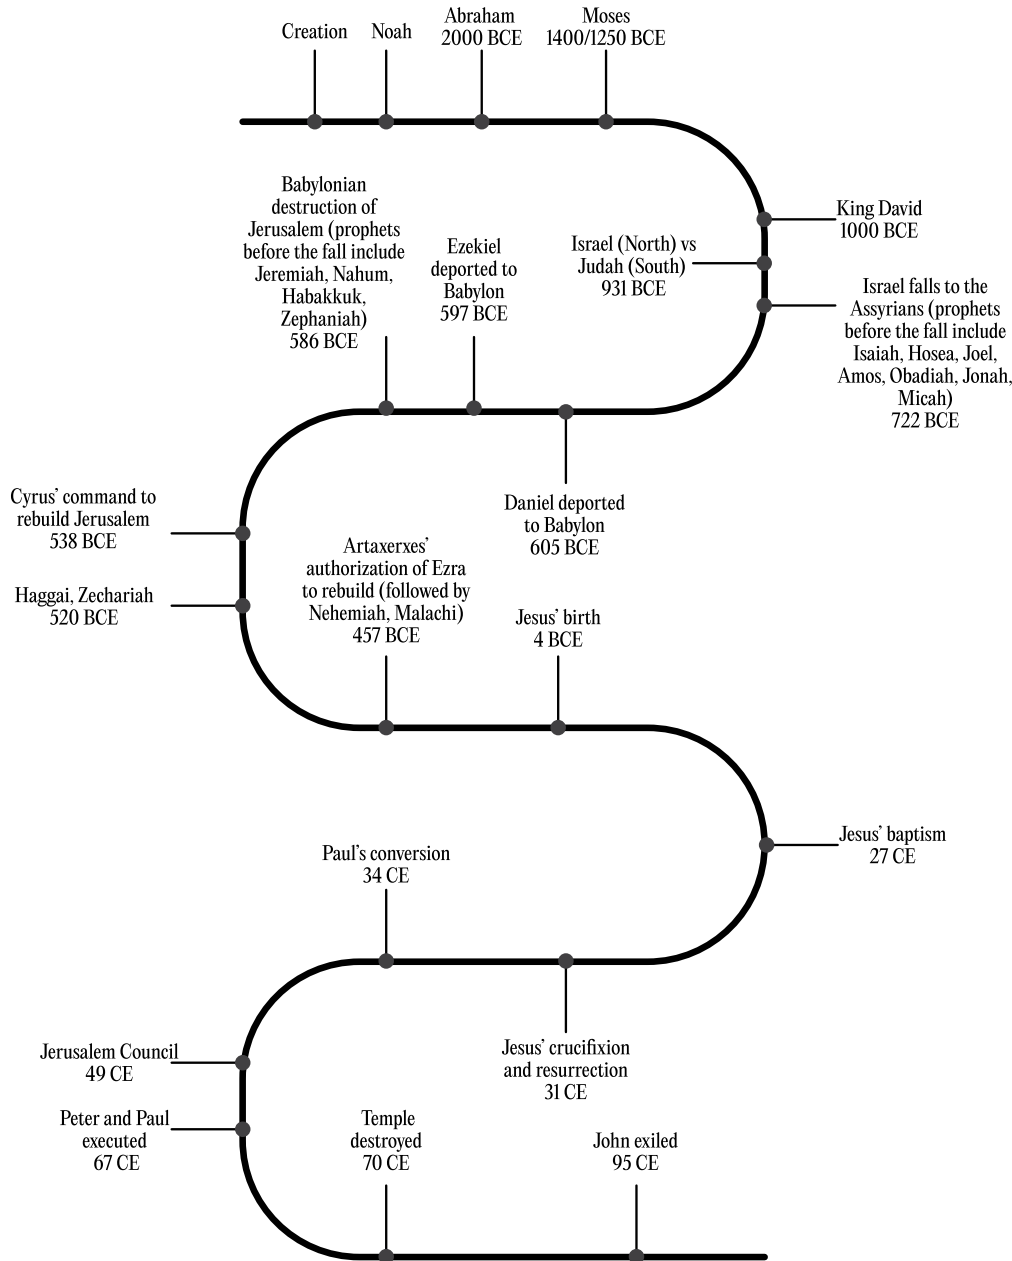 Creation
Noah
Abraham
2000 BCE
Moses
1400/1250 BCE
King David
1000 BCE
Israel (North) vs
Judah (South)
931 BCE
Israel falls to the
Assyrians (prophets
before the fall include
Isaiah, Hosea, Joel,
Amos, Obadiah, Jonah,
Micah)
722 BCE
Daniel deported
to Babylon
605 BCE
Ezekiel
deported to
Babylon
597 BCE
Babylonian
destruction of
Jerusalem (prophets
before the fall include
Jeremiah, Nahum,
Habakkuk,
Zephaniah)
586 BCE
Cyrus’ command to
rebuild Jerusalem
538 BCE
Haggai, Zechariah
520 BCE
Artaxerxes’
authorization of Ezra
to rebuild (followed by
Nehemiah, Malachi)
457 BCE
Jesus’ birth
4 BCE
Jesus’ baptism
27 CE
Jesus’ crucifixion
and resurrection
31 CE
Paul’s conversion
34 CE
Jerusalem Council
49 CE
Peter and Paul
executed
67 CE
Temple
destroyed
70 CE
John exiled
95 CE